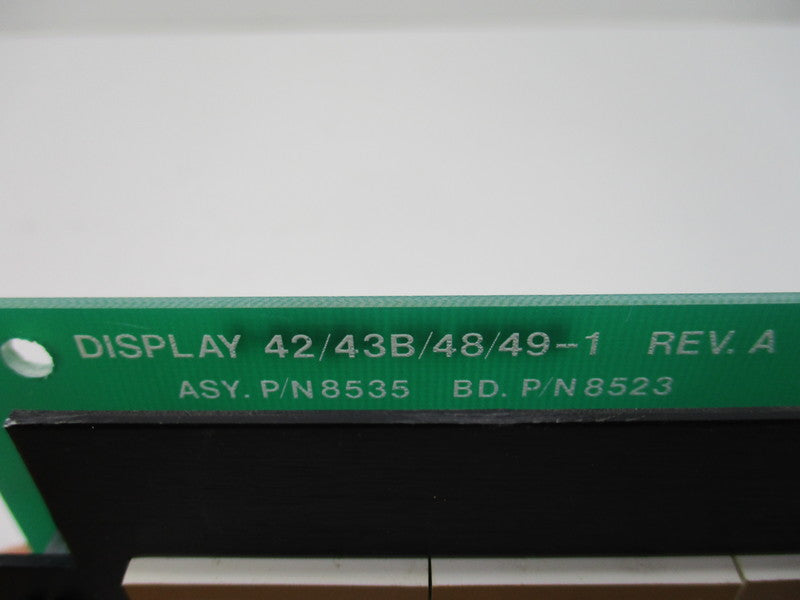 DISPLAY 42/43B/48/49-1 REV. A
ASY. P/N 8535 BD. P/N 8523